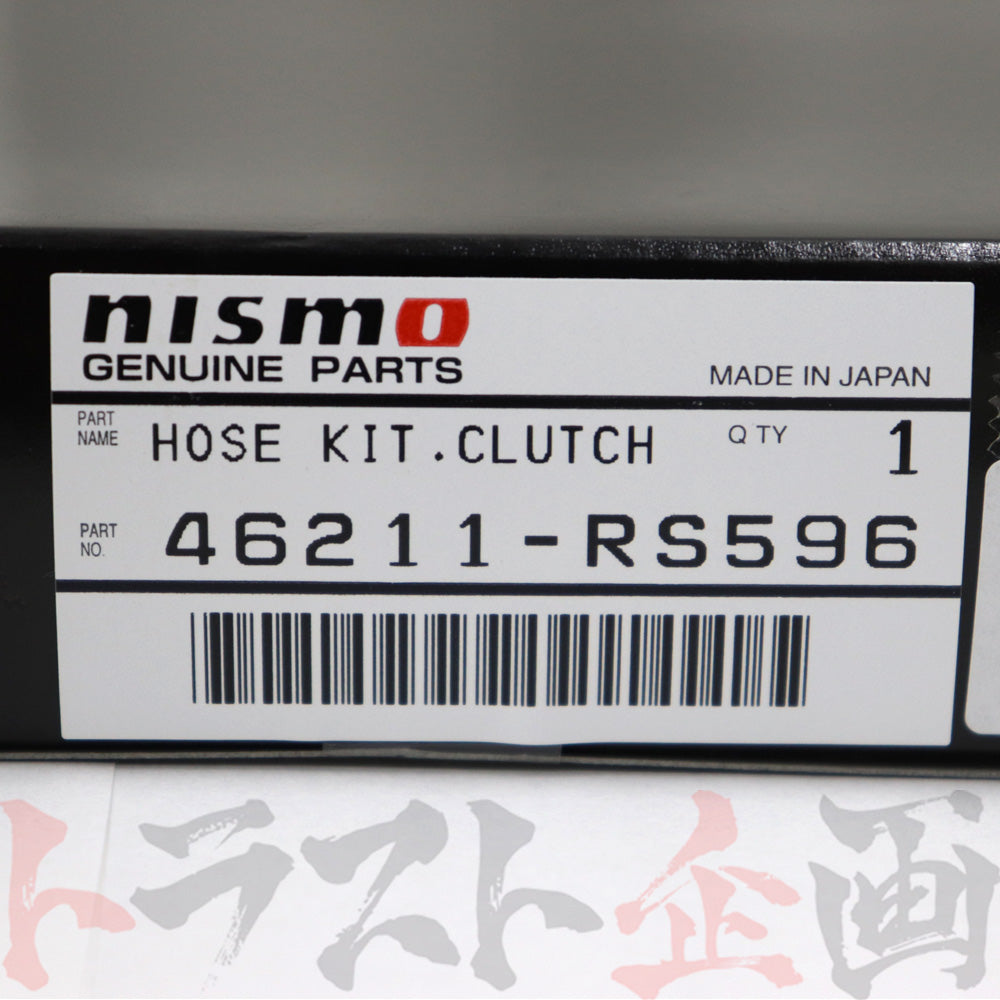 nismo
GENUINE PARTS
MADE IN JAPAN
PART NAME
HOSE KIT.CLUTCH
Q TY
1
PART NO.
46211-RS596
トラスト企画